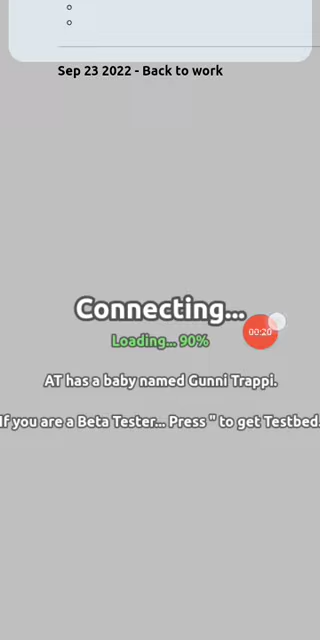 Sep 23 2022 - Back to work
Connecting...
Loading... 90%
00:20
AT has a baby named Gunni Trappi.
If you are a Beta Tester... Press " to get Testbed.